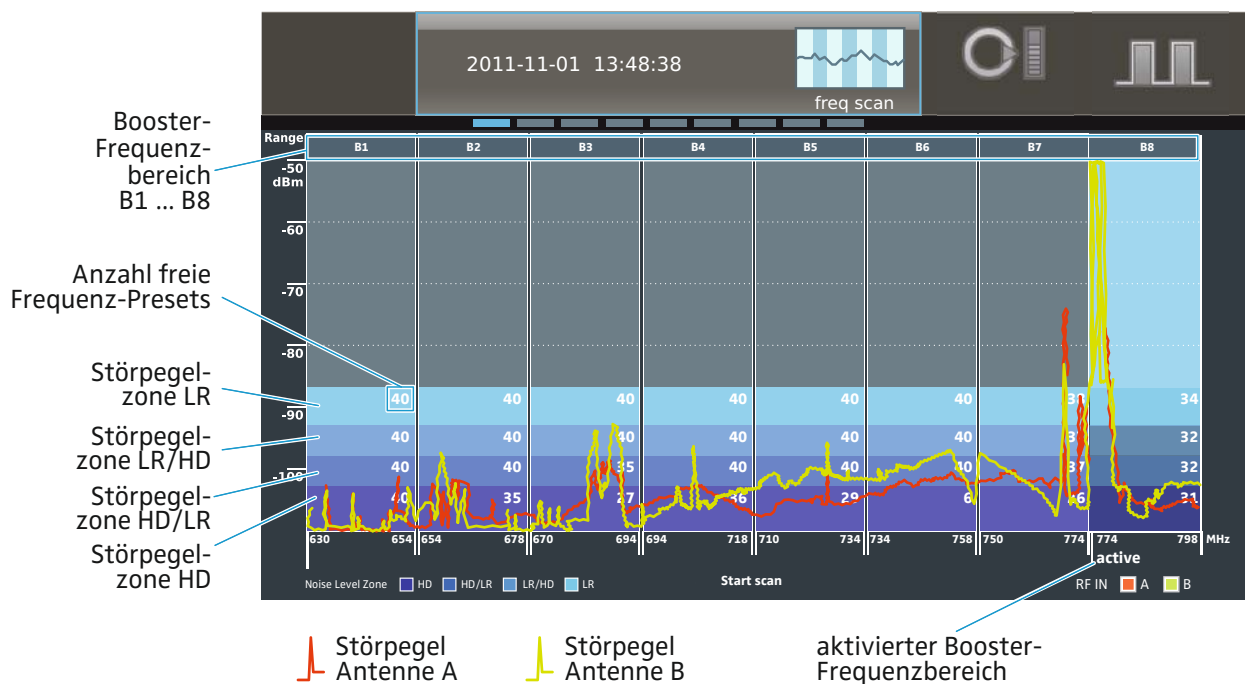 2011-11-01 13:48:38
freq scan
Booster-
Frequenz-
bereich
B1 ... B8
Range
B1 B2 B3 B4 B5 B6 B7 B8
-50
dBm
-60
Anzahl freie
Frequenz-Presets
-70
-80
Störpegel-
zone LR
40 40 40 40 40 40 30 34
-90
Störpegel-
zone LR/HD
40 40 40 40 40 40 37 32
40 40 35 40 40 40 37 32
-100
Störpegel-
zone HD/LR
40 35 27 36 29 6 46 31
Störpegel-
zone HD
630 654 654 678 670 694 694 718 710 734 734 758 750 774 774 798 MHz
active
Noise Level Zone HD HD/LR LR/HD LR
Start scan
RF IN A B
Störpegel
Antenne A
Störpegel
Antenne B
aktivierter Booster-
Frequenzbereich